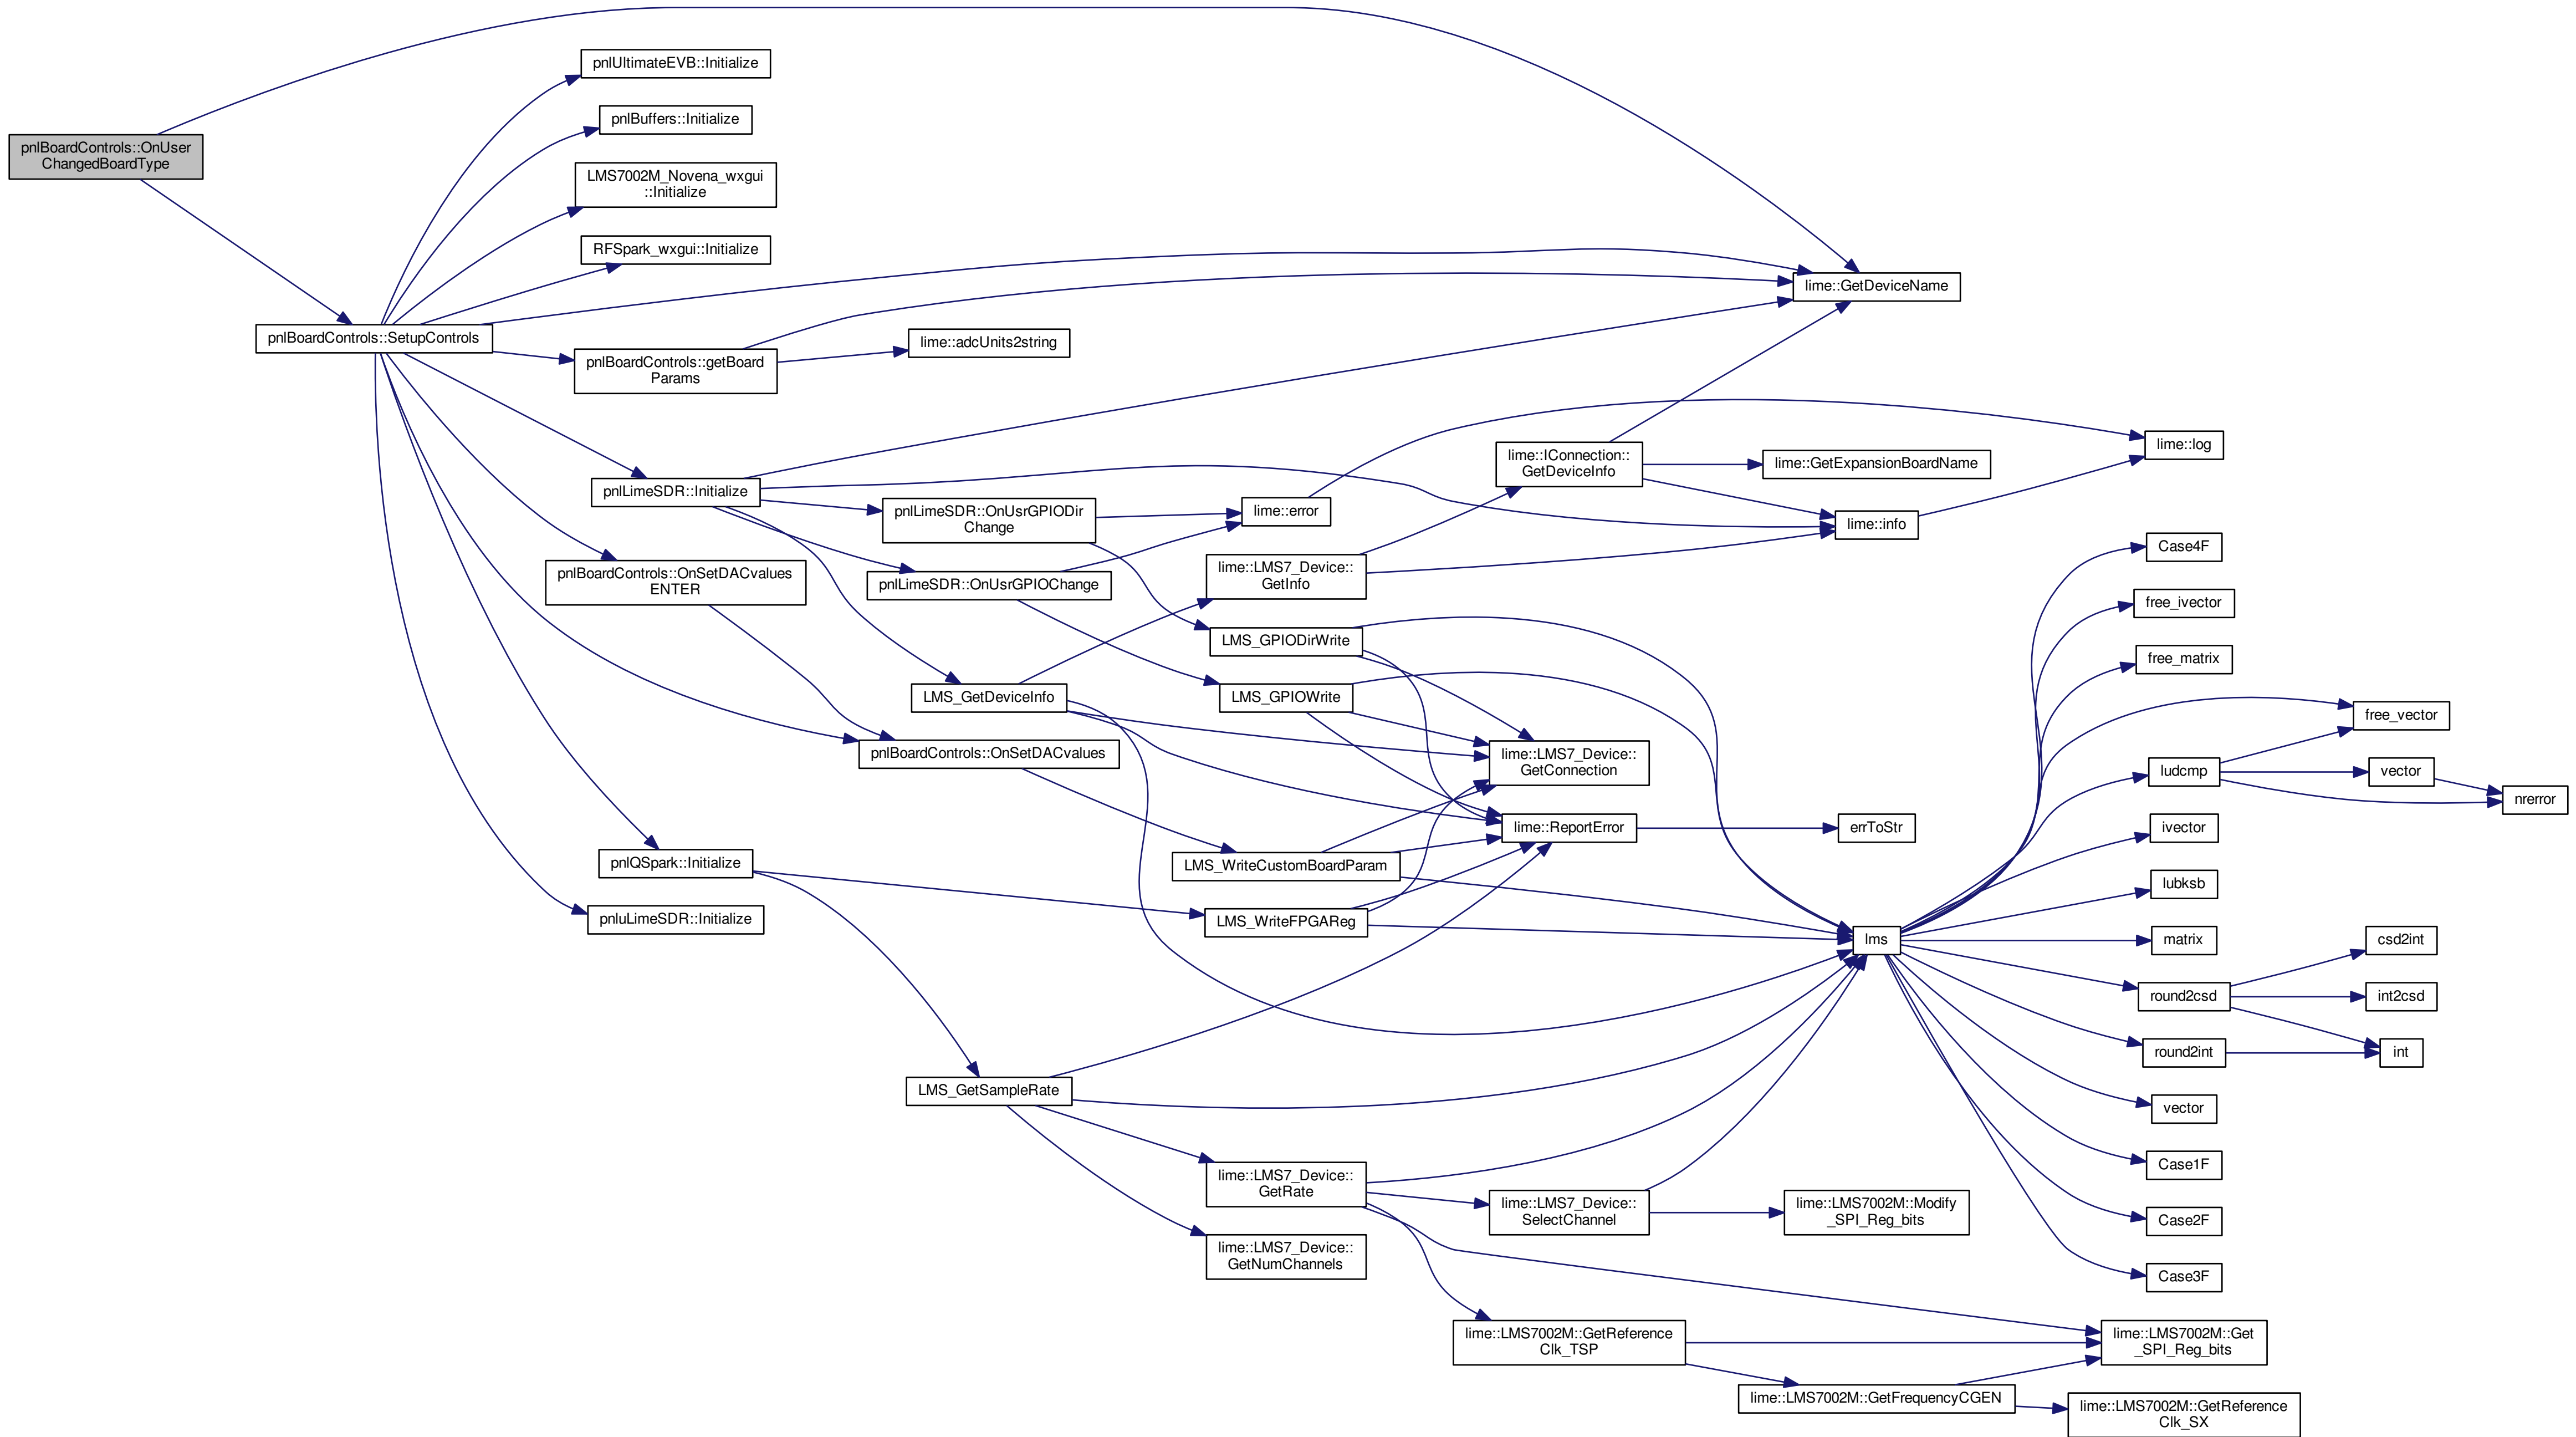 pnlBoardControls::OnUser
ChangedBoardType
pnlBoardControls::SetupControls
pnlUltimateEVB::Initialize
pnlBuffers::Initialize
LMS7002M_Novena_wxgui
::Initialize
RFSpark_wxgui::Initialize
pnlBoardControls::getBoard
Params
pnlLimeSDR::Initialize
pnlBoardControls::OnSetDACvalues
ENTER
pnlQSpark::Initialize
pnluLimeSDR::Initialize
lime::adcUnits2string
pnlLimeSDR::OnUsrGPIODir
Change
pnlLimeSDR::OnUsrGPIOChange
LMS_GetDeviceInfo
pnlBoardControls::OnSetDACvalues
LMS_GetSampleRate
lime::error
lime::LMS7_Device::
GetInfo
LMS_GPIODirWrite
LMS_GPIOWrite
LMS_WriteCustomBoardParam
LMS_WriteFPGAReg
lime::LMS7_Device::
GetRate
lime::LMS7_Device::
GetNumChannels
lime::IConnection::
GetDeviceInfo
lime::LMS7_Device::
GetConnection
lime::ReportError
lime::LMS7_Device::
SelectChannel
lime::LMS7002M::GetReference
Clk_TSP
lime::GetDeviceName
lime::GetExpansionBoardName
lime::info
errToStr
lms
lime::LMS7002M::Modify
_SPI_Reg_bits
lime::LMS7002M::GetFrequencyCGEN
lime::log
Case4F
free_ivector
free_matrix
ludcmp
ivector
lubksb
matrix
round2csd
round2int
vector
Case1F
Case2F
Case3F
lime::LMS7002M::Get
_SPI_Reg_bits
lime::LMS7002M::GetReference
Clk_SX
free_vector
vector
csd2int
int2csd
int
nrerror